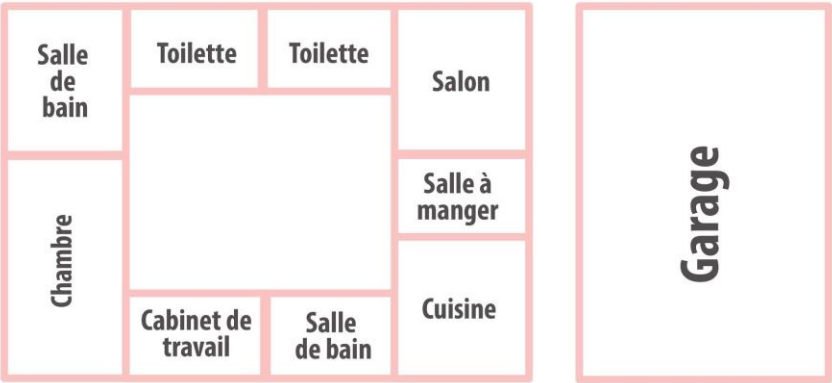 Salle
de
bain
Toilette
Toilette
Salon
Salle à
manger
Chambre
Cabinet de
travail
Salle
de bain
Cuisine
Garage